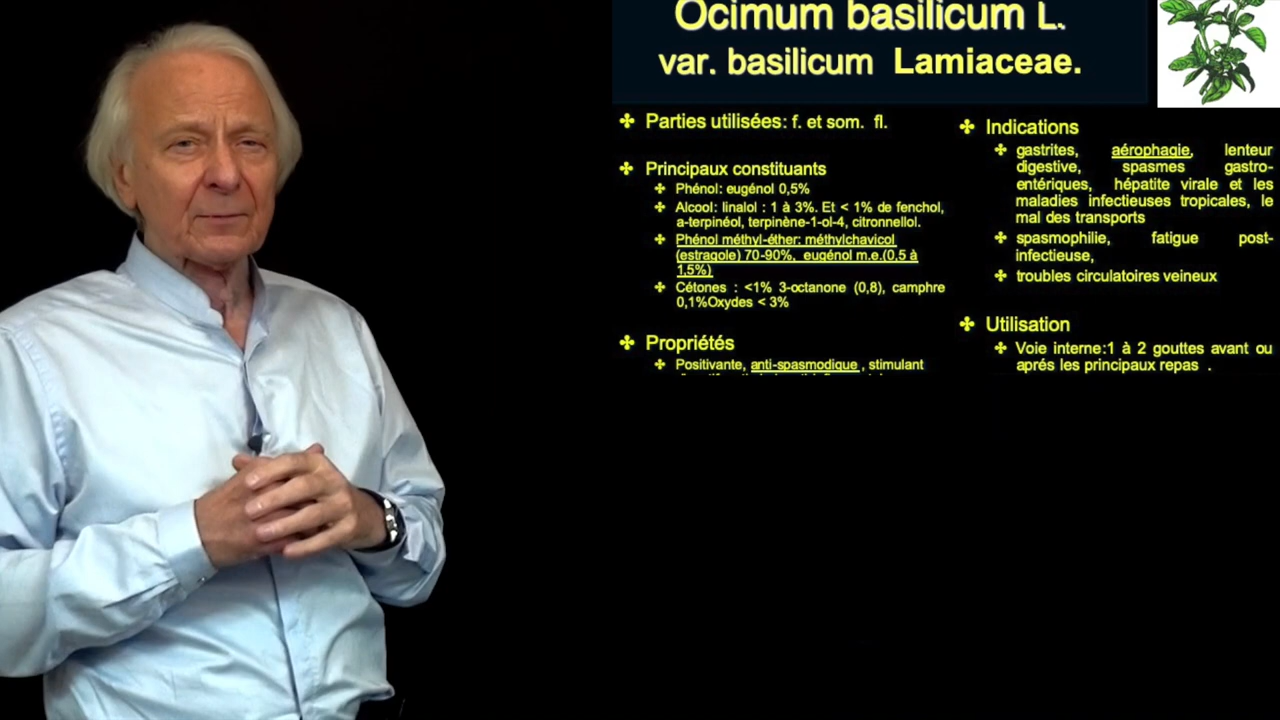 Ocimum basilicum L.
var. basilicum Lamiaceae.
✤ Parties utilisées: f. et som. fl.
✤ Principaux constituants
✤ Phénol: eugénol 0,5%
✤ Alcool: linalol : 1 à 3%. Et < 1% de fenchol,
a-terpinéol, terpinène-1-ol-4, citronnellol.
✤ Phénol méthyl-éther: méthylchavicol
(estragole) 70-90%, eugénol m.e.(0,5 à
1,5%)
✤ Cétones : <1% 3-octanone (0,8), camphre
0,1%Oxydes < 3%
✤ Propriétés
✤ Positivante, anti-spasmodique , stimulant
✤ Indications
✤ gastrites, aérophagie, lenteur
digestive, spasmes gastro-
entériques, hépatite virale et les
maladies infectieuses tropicales, le
mal des transports
✤ spasmophilie, fatigue post-
infectieuse,
✤ troubles circulatoires veineux
✤ Utilisation
✤ Voie interne:1 à 2 gouttes avant ou
aprés les principaux repas .